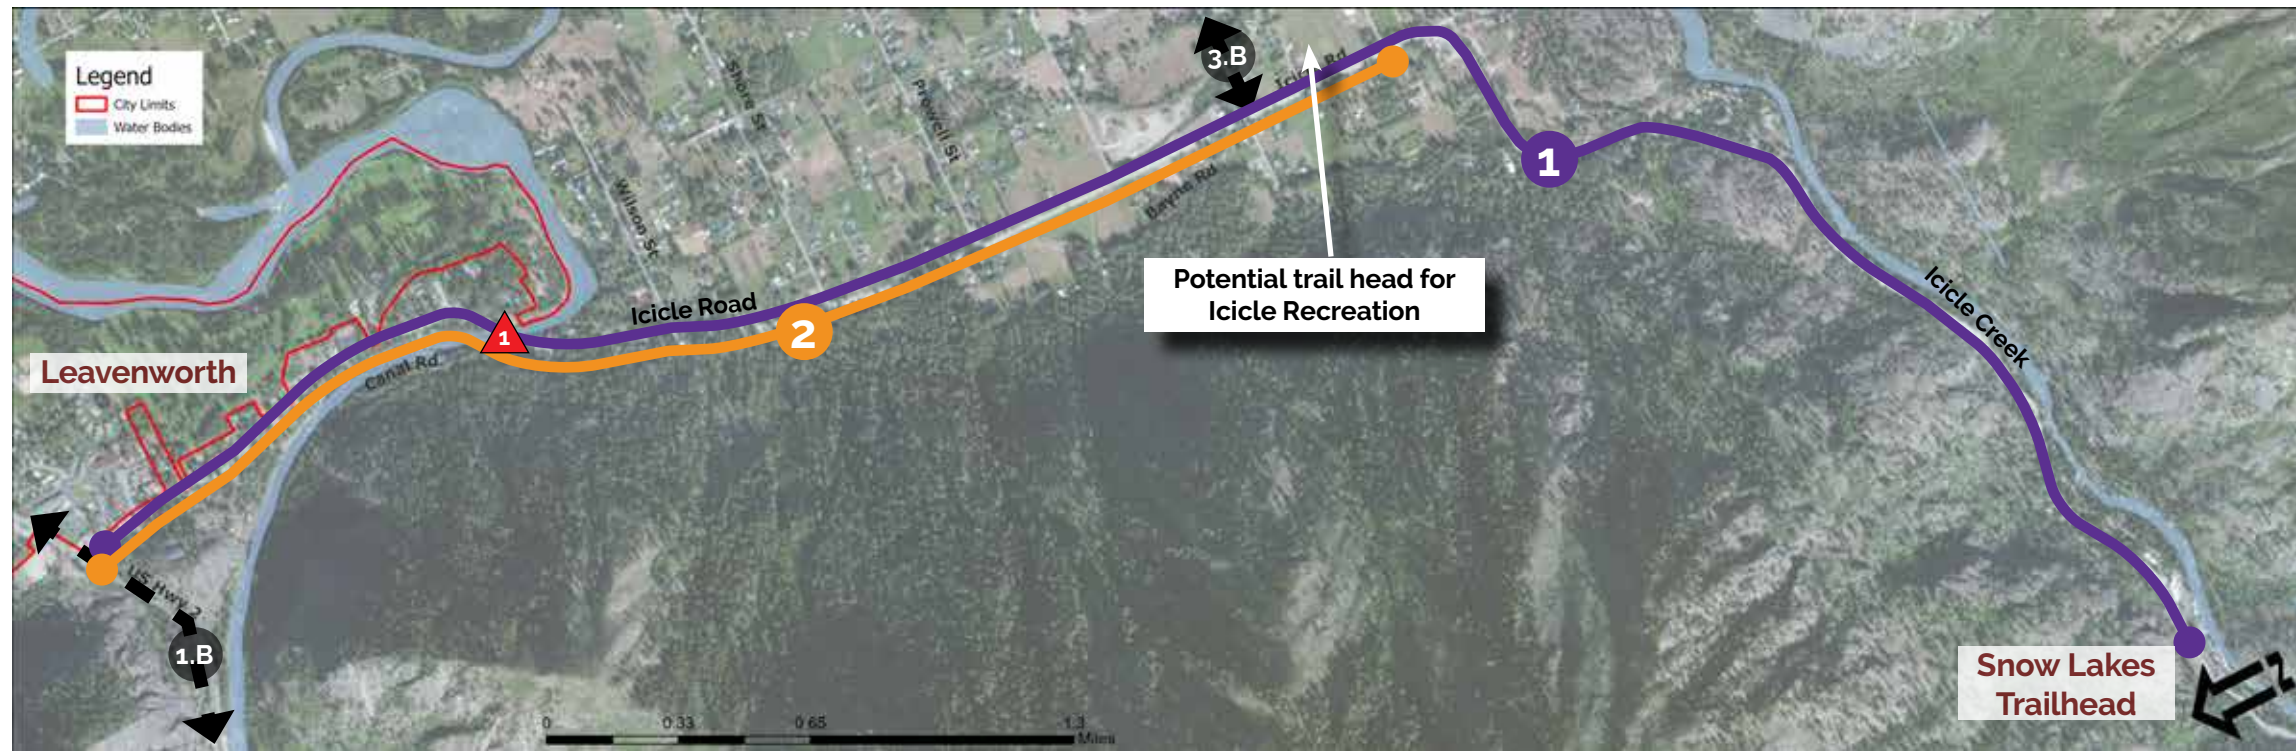 Legend
City Limits
Water Bodies
3.B
Icicle Rd
Shore St
Prowell St
Wilson St
Bayne Rd
1
Potential trail head for
Icicle Recreation
Icicle Road
1
2
Canal Rd
Leavenworth
Icicle Creek
US Hwy 2
1.B
Snow Lakes
Trailhead
N
0 0.33 0.65 1.3
Miles